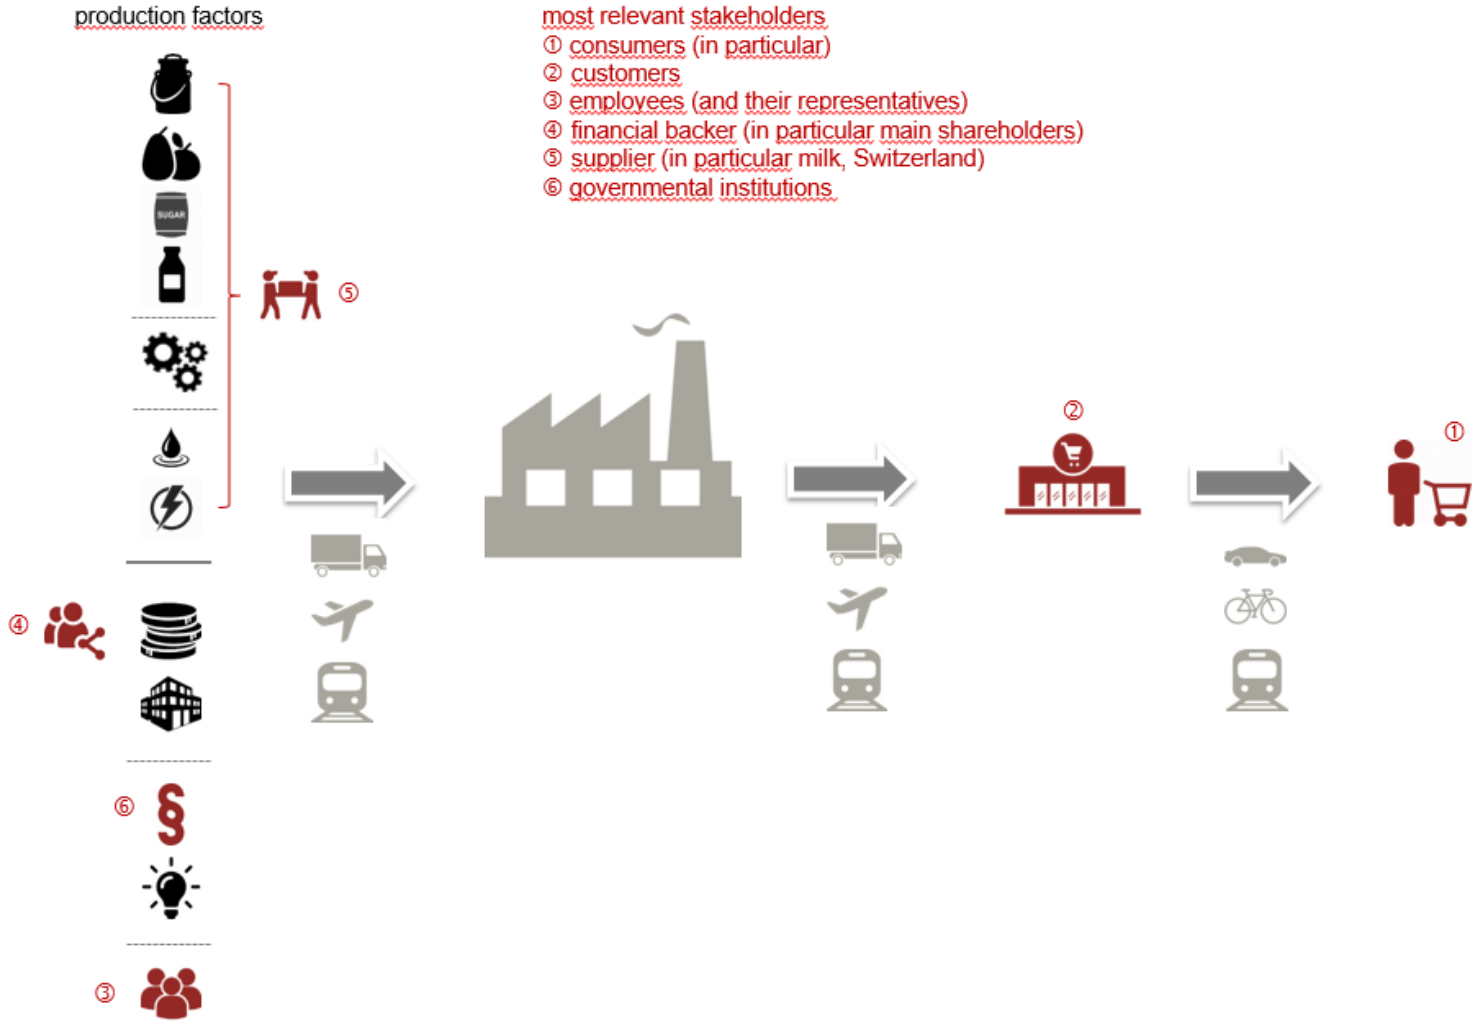 production factors
most relevant stakeholders
① consumers (in particular)
② customers
③ employees (and their representatives)
④ financial backer (in particular main shareholders)
⑤ supplier (in particular milk, Switzerland)
⑥ governmental institutions
SUGAR
⑤
②
①
④
⑥
§
③